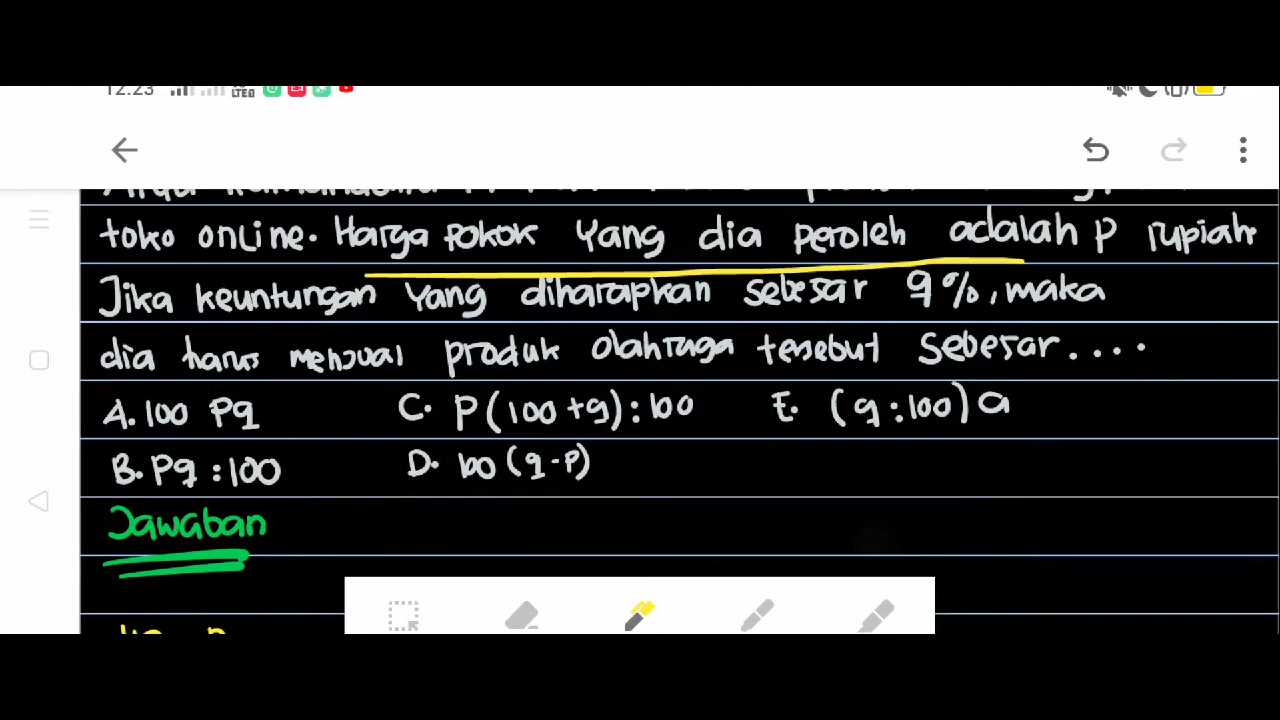 12.23
toko online. Harga pokok yang dia peroleh adalah p rupiah.
Jika keuntungan yang diharapkan sebesar q%, maka
dia harus menjual produk olahraga tersebut sebesar....
A. 100 Pq C. P(100+q):100 E. (q:100)a
B. Pq :100 D. 100 (q-p)
Jawaban